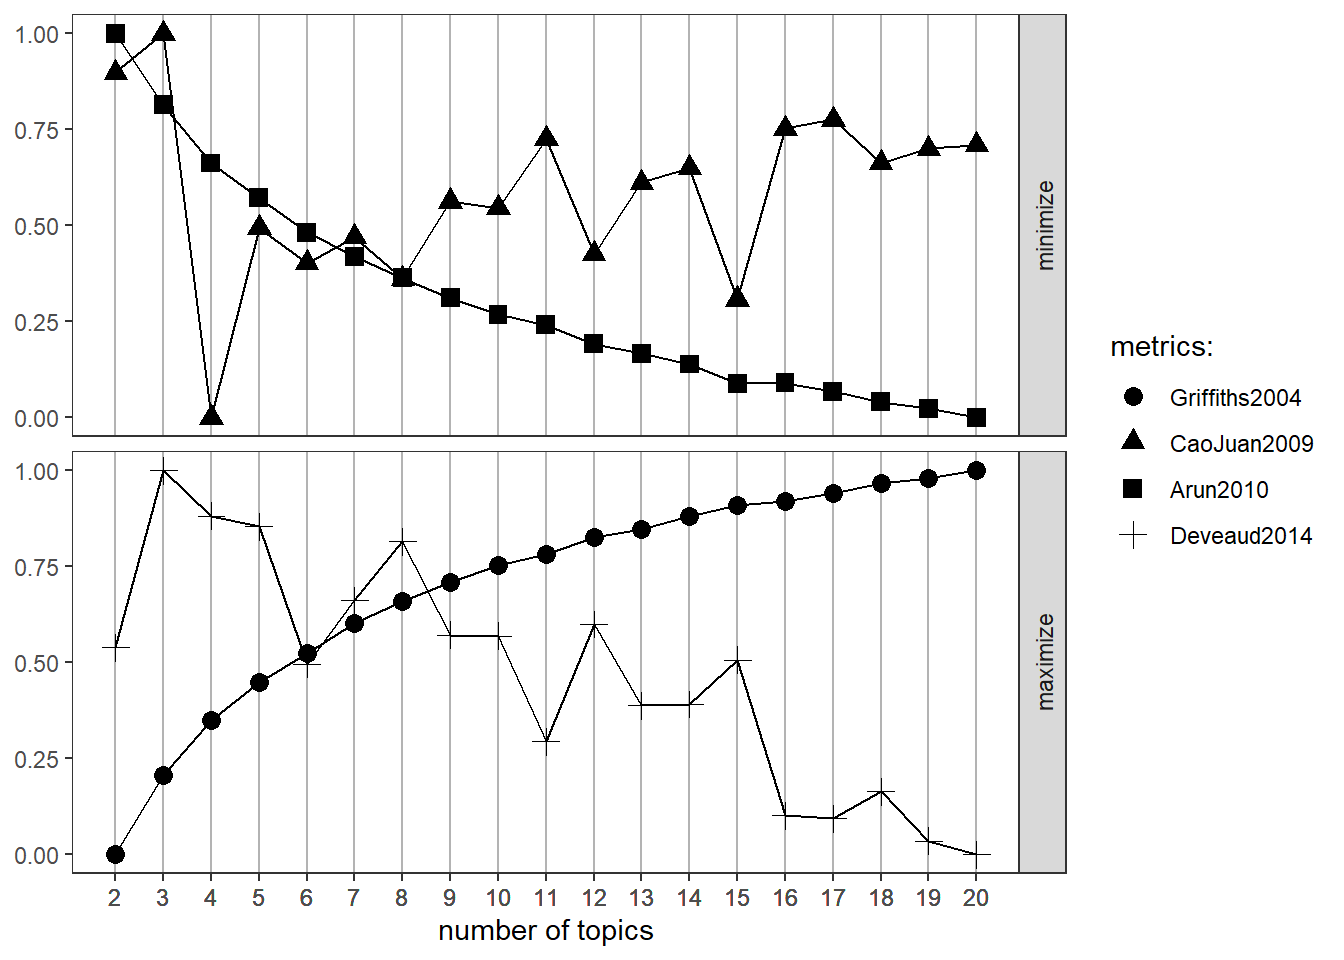 1.00
0.75
0.50
0.25
0.00
minimize
1.00
0.75
0.50
0.25
0.00
maximize
2 3 4 5 6 7 8 9 10 11 12 13 14 15 16 17 18 19 20
number of topics
metrics:
Griffiths2004
CaoJuan2009
Arun2010
Deveaud2014